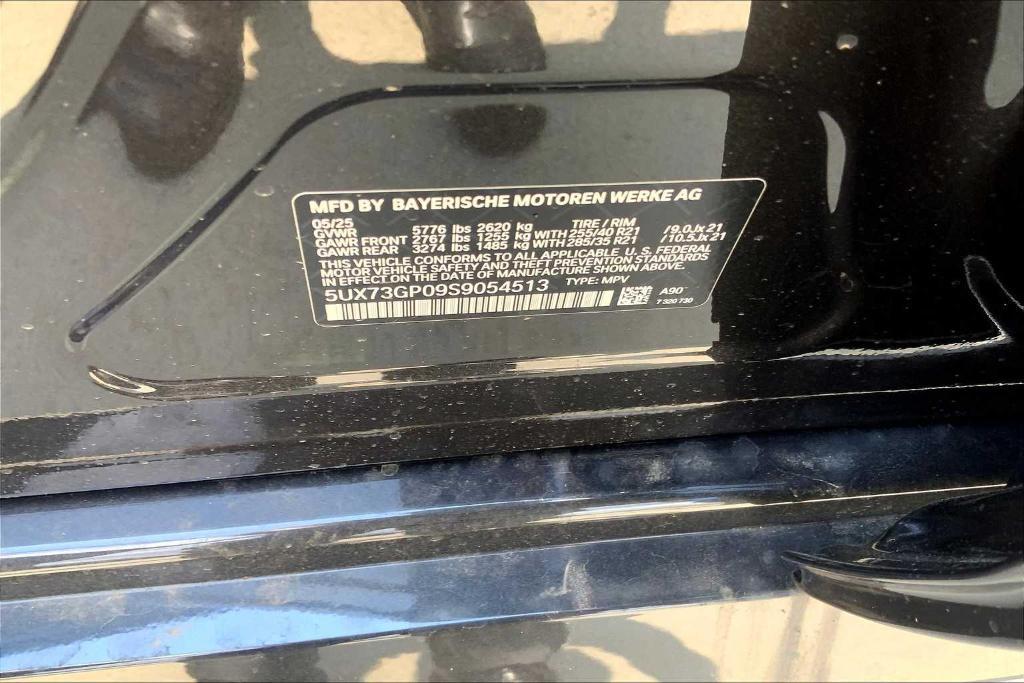 MFD BY BAYERISCHE MOTOREN WERKE AG
05/25 TIRE / RIM
GVWR 5776 lbs 2620 kg
GAWR FRONT 2767 lbs 1255 kg WITH 255/40 R21 /9.0Jx21
GAWR REAR 3274 lbs 1485 kg WITH 285/35 R21 /10.5Jx21
THIS VEHICLE CONFORMS TO ALL APPLICABLE U.S. FEDERAL
MOTOR VEHICLE SAFETY AND THEFT PREVENTION STANDARDS
IN EFFECT ON THE DATE OF MANUFACTURE SHOWN ABOVE.
5UX73GP09S9054513 TYPE: MPV
A90
7 320 730